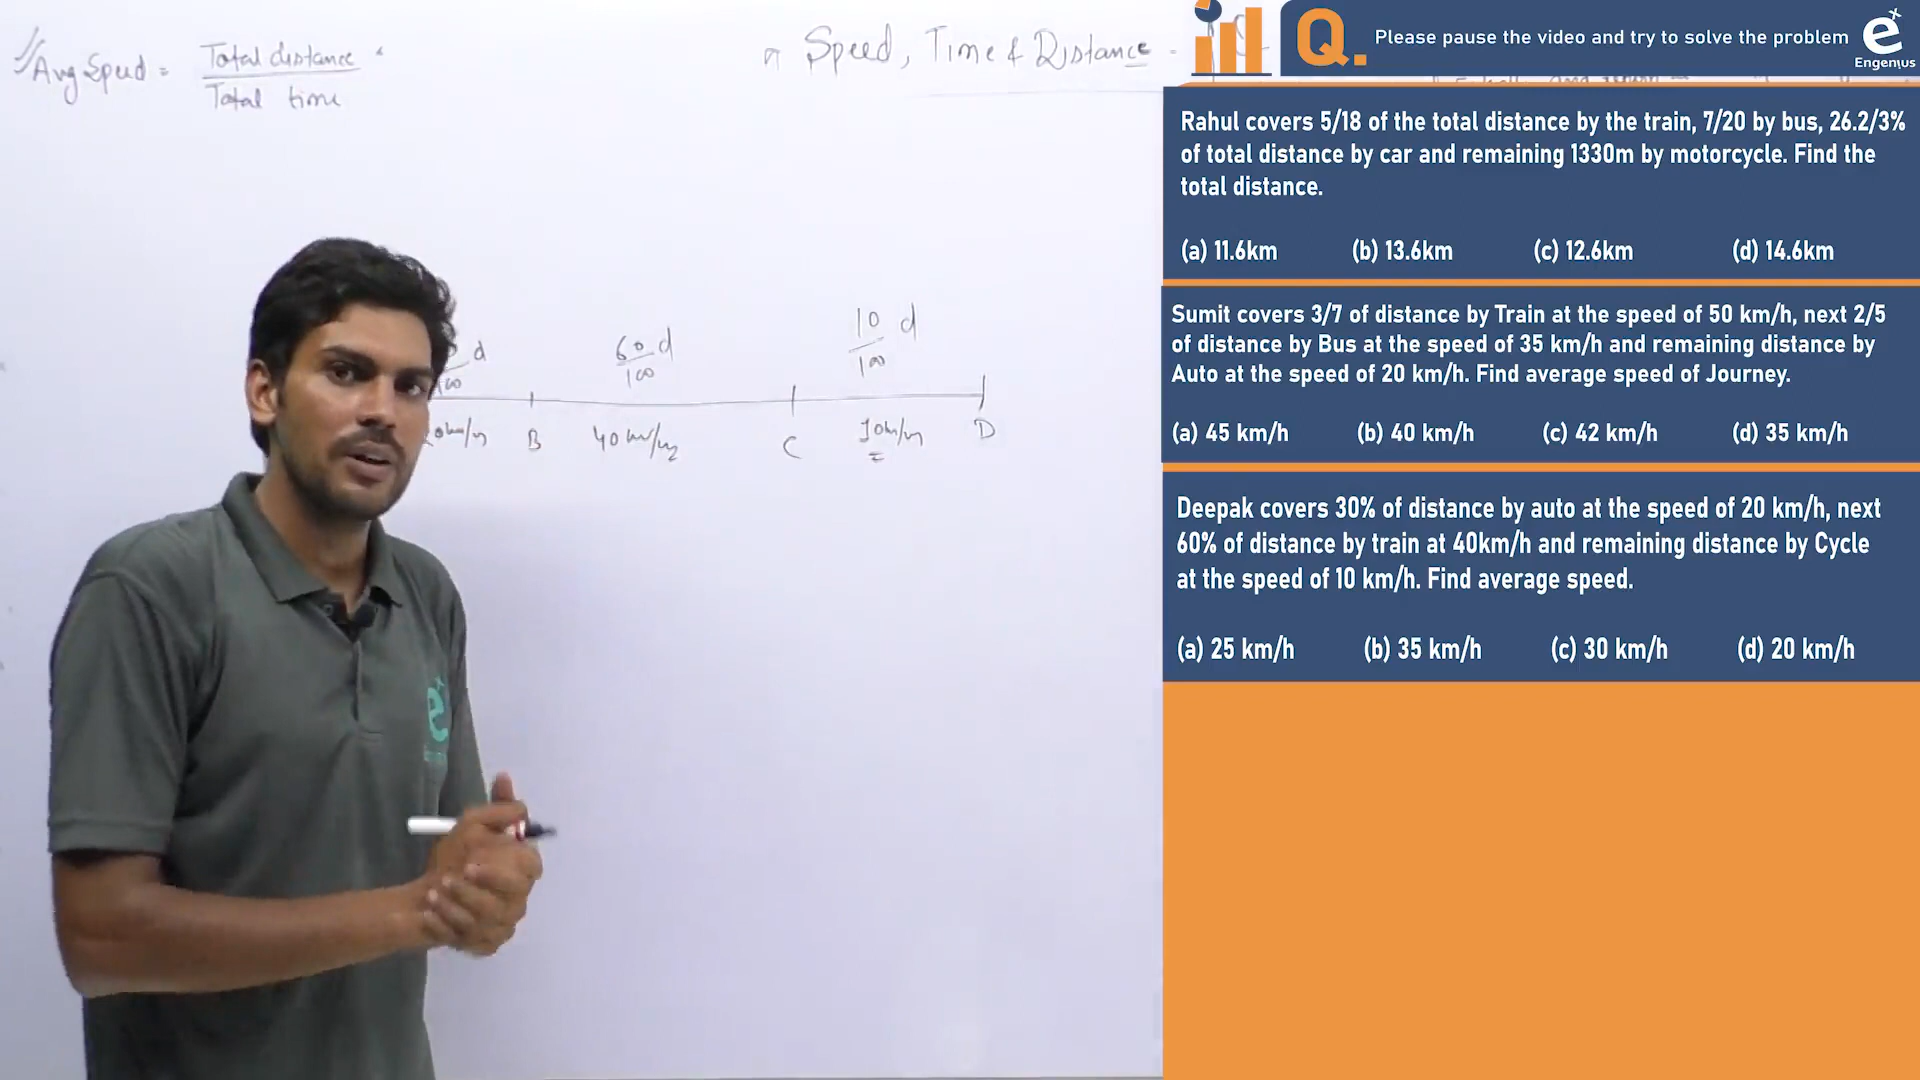 Avg Speed = Total distance
Total time
Speed, Time & Distance -
Q. Please pause the video and try to solve the problem
e^x
Engenius
Rahul covers 5/18 of the total distance by the train, 7/20 by bus, 26.2/3%
of total distance by car and remaining 1330m by motorcycle. Find the
total distance.
(a) 11.6km (b) 13.6km (c) 12.6km (d) 14.6km
Sumit covers 3/7 of distance by Train at the speed of 50 km/h, next 2/5
of distance by Bus at the speed of 35 km/h and remaining distance by
Auto at the speed of 20 km/h. Find average speed of Journey.
(a) 45 km/h (b) 40 km/h (c) 42 km/h (d) 35 km/h
Deepak covers 30% of distance by auto at the speed of 20 km/h, next
60% of distance by train at 40km/h and remaining distance by Cycle
at the speed of 10 km/h. Find average speed.
(a) 25 km/h (b) 35 km/h (c) 30 km/h (d) 20 km/h
d 60/100 d 10/100 d
B 40 km/h C 10km/h D